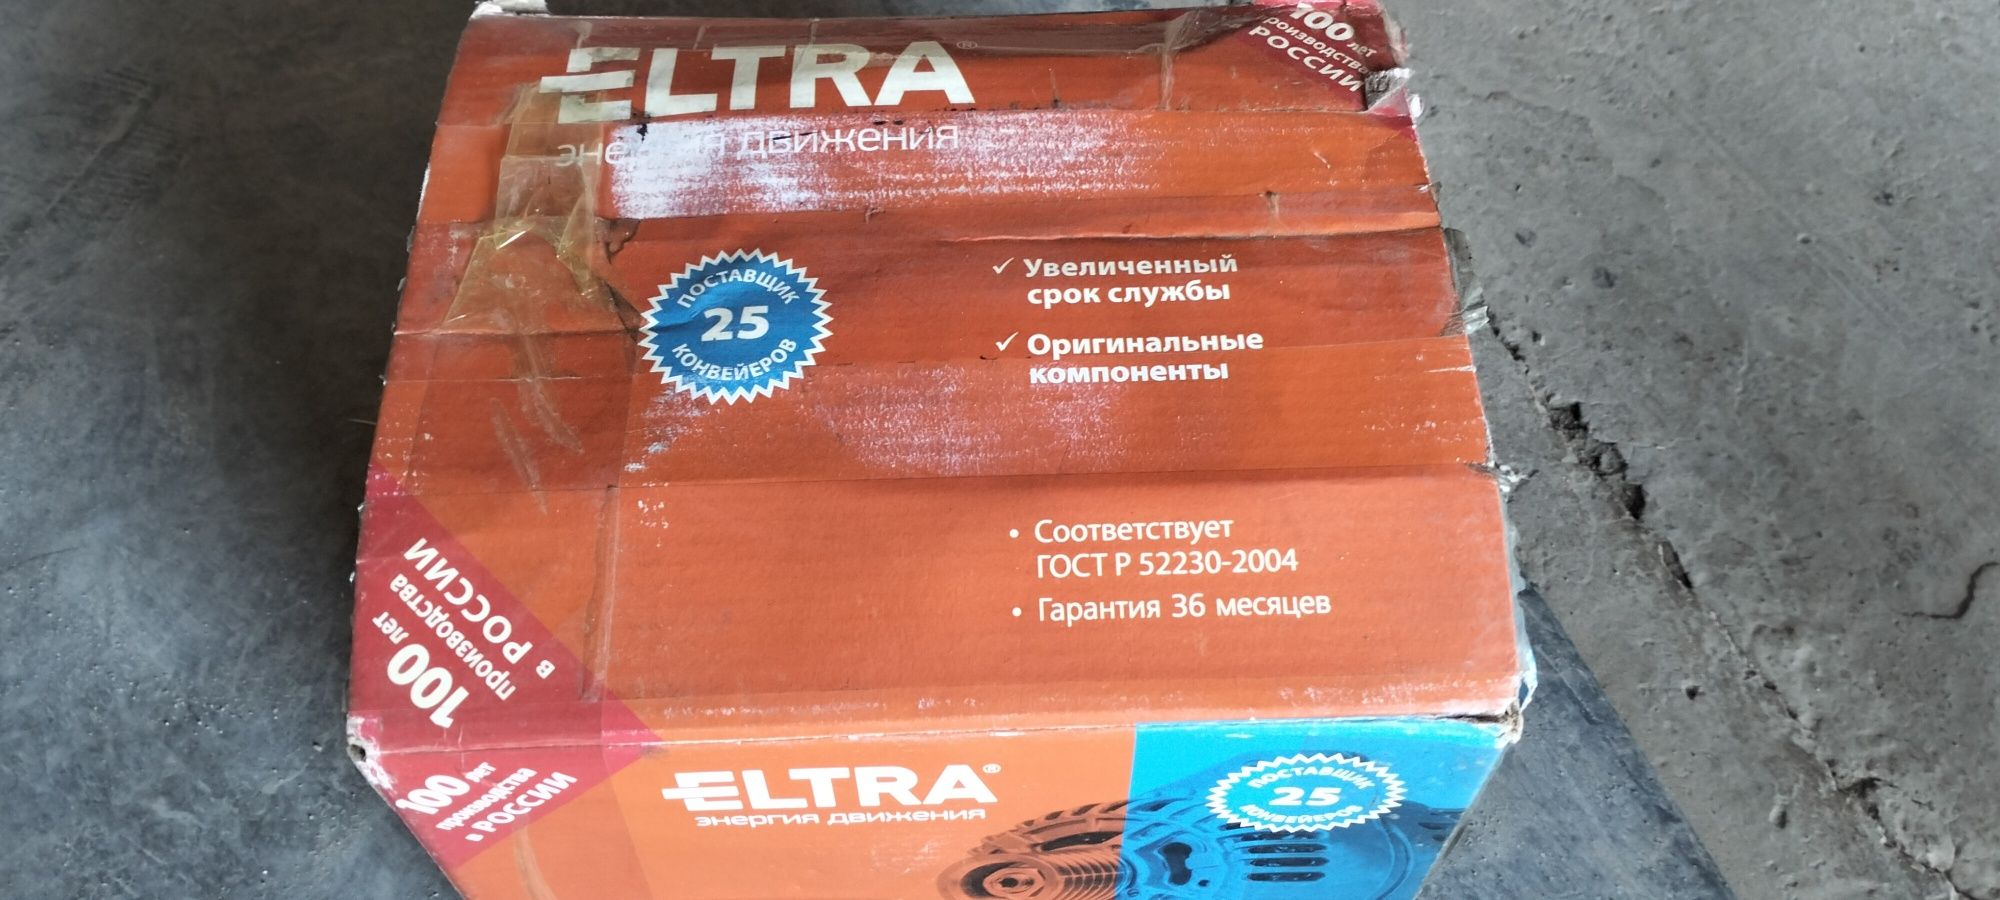 ELTRA®
энергия движения
100 лет
производства
РОССИИ
ПОСТАВЩИК
25
КОНВЕЙЕРОВ
✓ Увеличенный
срок службы
✓ Оригинальные
компоненты
• Соответствует
ГОСТ Р 52230-2004
• Гарантия 36 месяцев
100 лет
производства
в РОССИИ
100 лет
производства
в РОССИИ
ELTRA®
энергия движения
ПОСТАВЩИК
25
КОНВЕЙЕРОВ